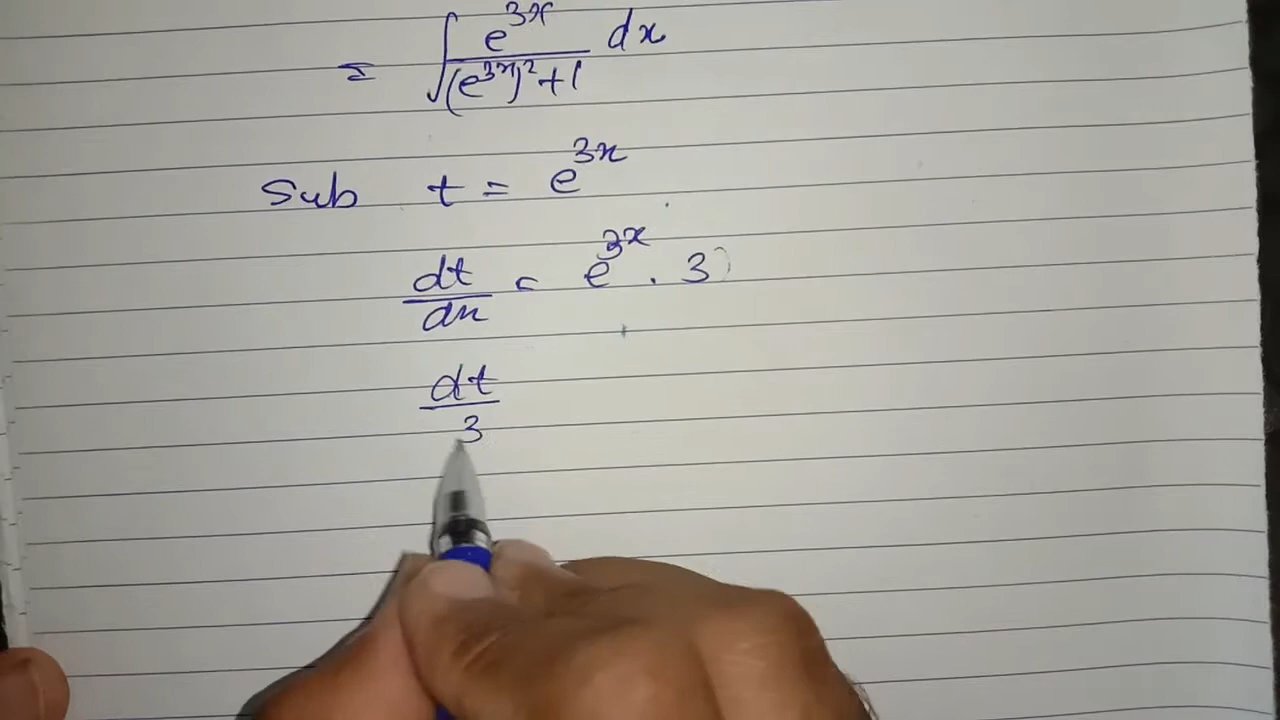 = ∫ e^{3x} / ((e^{3x})^2 + 1) dx
Sub t = e^{3x}
dt/dx = e^{3x} . 3
dt/3